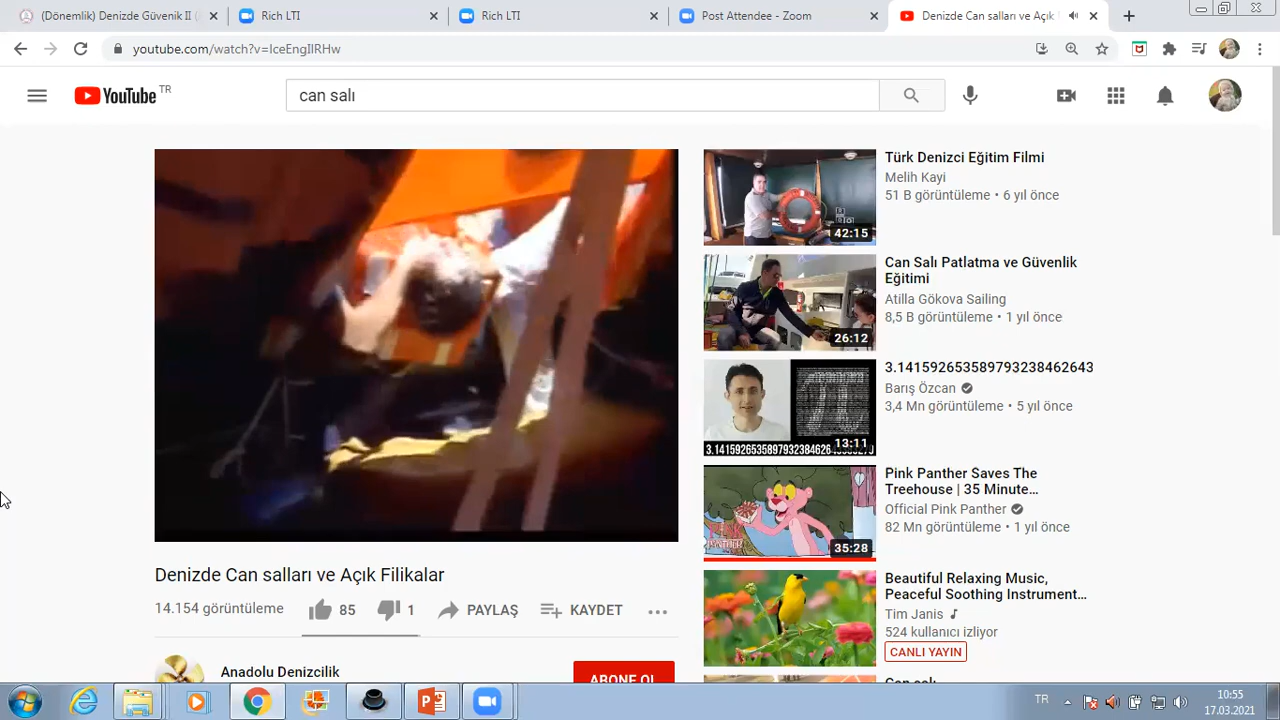 (Dönemlik) Denizde Güvenik II (
Rich LTI
Rich LTI
Post Attendee - Zoom
Denizde Can salları ve Açık
youtube.com/watch?v=IceEngIlRHw
YouTube TR
can salı
Türk Denizci Eğitim Filmi
Melih Kayi
51 B görüntüleme • 6 yıl önce
42:15
Can Salı Patlatma ve Güvenlik
Eğitimi
Atilla Gökova Sailing
8,5 B görüntüleme • 1 yıl önce
26:12
3.141592653589793238462643
Barış Özcan
3,4 Mn görüntüleme • 5 yıl önce
13:11
Pink Panther Saves The
Treehouse | 35 Minute...
Official Pink Panther
82 Mn görüntüleme • 1 yıl önce
35:28
Beautiful Relaxing Music,
Peaceful Soothing Instrument...
Tim Janis
524 kullanıcı izliyor
CANLI YAYIN
Denizde Can salları ve Açık Filikalar
14.154 görüntüleme
85
1
PAYLAŞ
KAYDET
Anadolu Denizcilik
ABONE OL
TR
10:55
17.03.2021